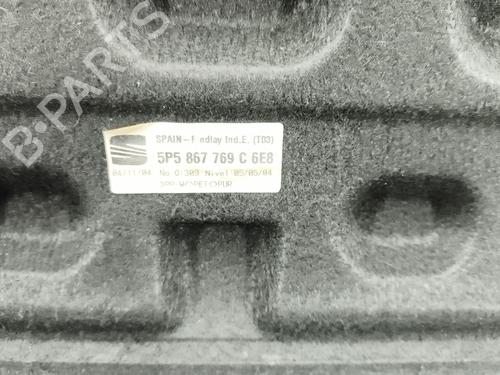 B-PARTS
SPAIN-Findlay Ind.E. (T03)
5P5 867 769 C 6E8
04/11/04 No.0:309 Nivel 05/05/04